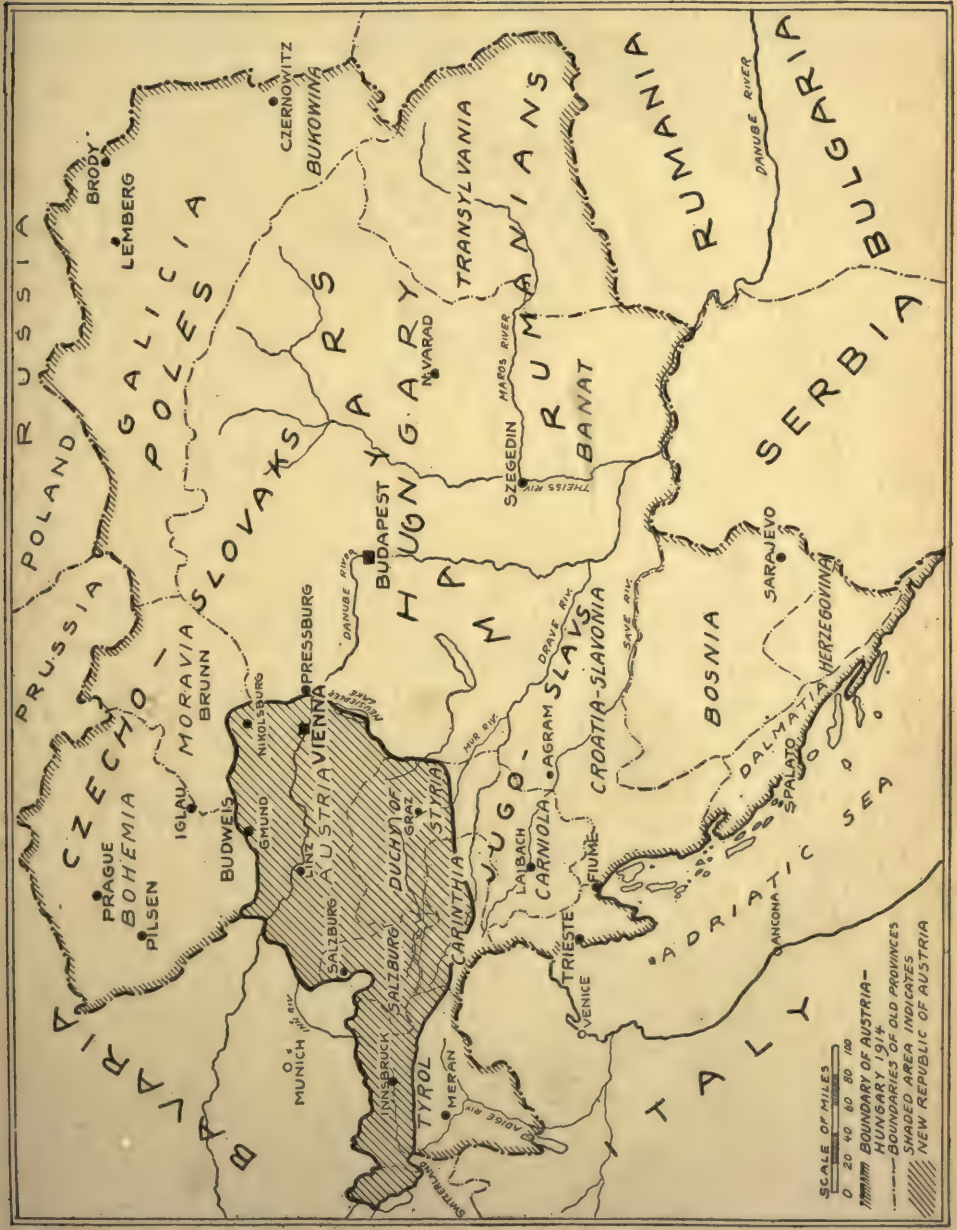 RUSSIA
POLAND
PRUSSIA
BAVARIA
CZECHO-
SLOVAKS
PRAGUE
BOHEMIA
PILSEN
IGLAU
BUDWEIS
MORAVIA
BRUNN
GALICIA
POLES
LEMBERG
BRODY
CZERNOWITZ
BUKOWINA
NIKOLSBURG
GMUND
PRESSBURG
VIENNA
NEUSIEDLER
LAKE
LINZ
AUSTRIA
SALZBURG
SALZBURG
DUCHY OF
STYRIA
GRAZ
CARINTHIA
INNSBRUCK
TYROL
MERAN
ADIGE RIV
SWITZERLAND
MUNICH
INN RIV.
DANUBE RIV.
BUDAPEST
HUNGARY
MAGYARS
N.VARAD
TRANSYLVANIA
RUMANIANS
MAROS RIVER
SZEGEDIN
THEISS RIV.
BANAT
RUMANIA
DANUBE RIVER
BULGARIA
SERBIA
MUR RIV.
DRAVE RIV.
SAVE RIV.
JUGO-
SLAVS
AGRAM
CROATIA-SLAVONIA
LAIBACH
CARNIOLA
FIUME
TRIESTE
VENICE
BOSNIA
SARAJEVO
HERZEGOVINA
DALMATIA
SPALATO
ADRIATIC
SEA
ANCONA
ITALY
SCALE OF MILES
0 20 40 60 80 100
BOUNDARY OF AUSTRIA-
HUNGARY 1914
BOUNDARIES OF OLD PROVINCES
SHADED AREA INDICATES
NEW REPUBLIC OF AUSTRIA